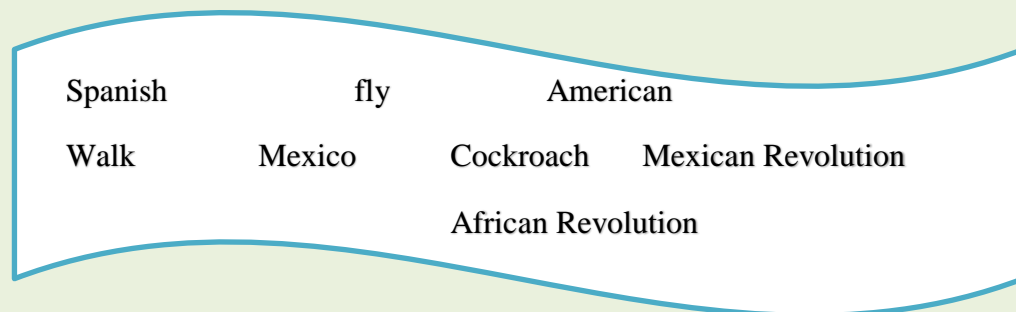 Spanish fly American
Walk Mexico Cockroach Mexican Revolution
African Revolution